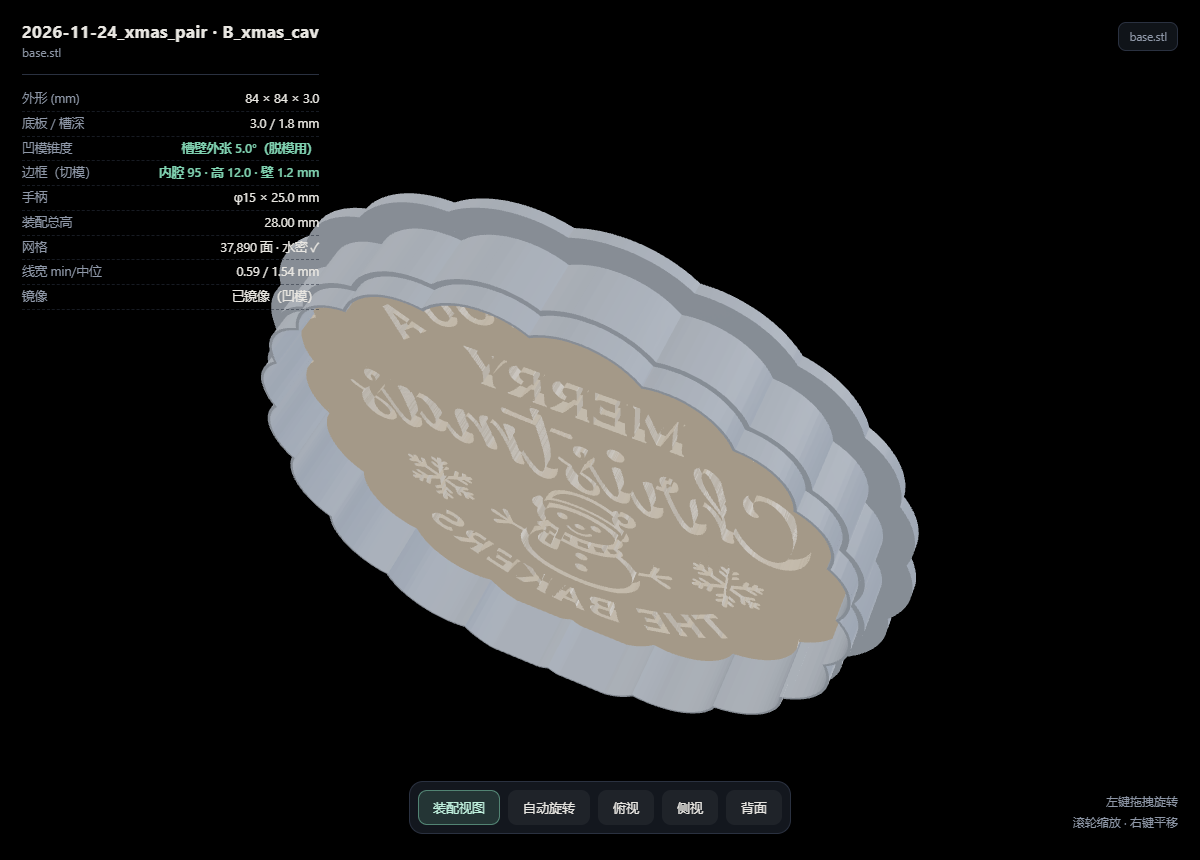 2026-11-24_xmas_pair · B_xmas_cav
base.stl
base.stl
外形 (mm) 84 × 84 × 3.0
底板 / 槽深 3.0 / 1.8 mm
凹模锥度 槽壁外张 5.0°（脱模用）
边框（切模） 内腔 95 · 高 12.0 · 壁 1.2 mm
手柄 φ15 × 25.0 mm
装配总高 28.00 mm
网格 37,890 面 · 水密 ✓
线宽 min/中位 0.59 / 1.54 mm
镜像 已镜像（凹模）
MERRY
Christmas
THE BAKERS
装配视图 自动旋转 俯视 侧视 背面
左键拖拽旋转
滚轮缩放 · 右键平移